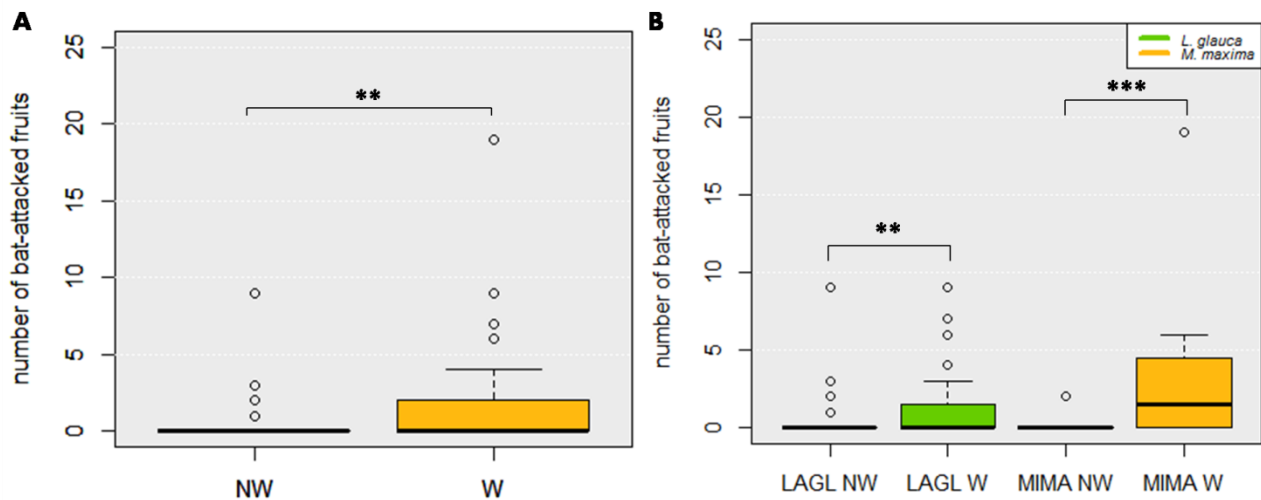 A
number of bat-attacked fruits
25
20
15
10
5
0
**
NW
W
B
number of bat-attacked fruits
25
20
15
10
5
0
L. glauca
M. maxima
**
***
LAGL NW
LAGL W
MIMA NW
MIMA W